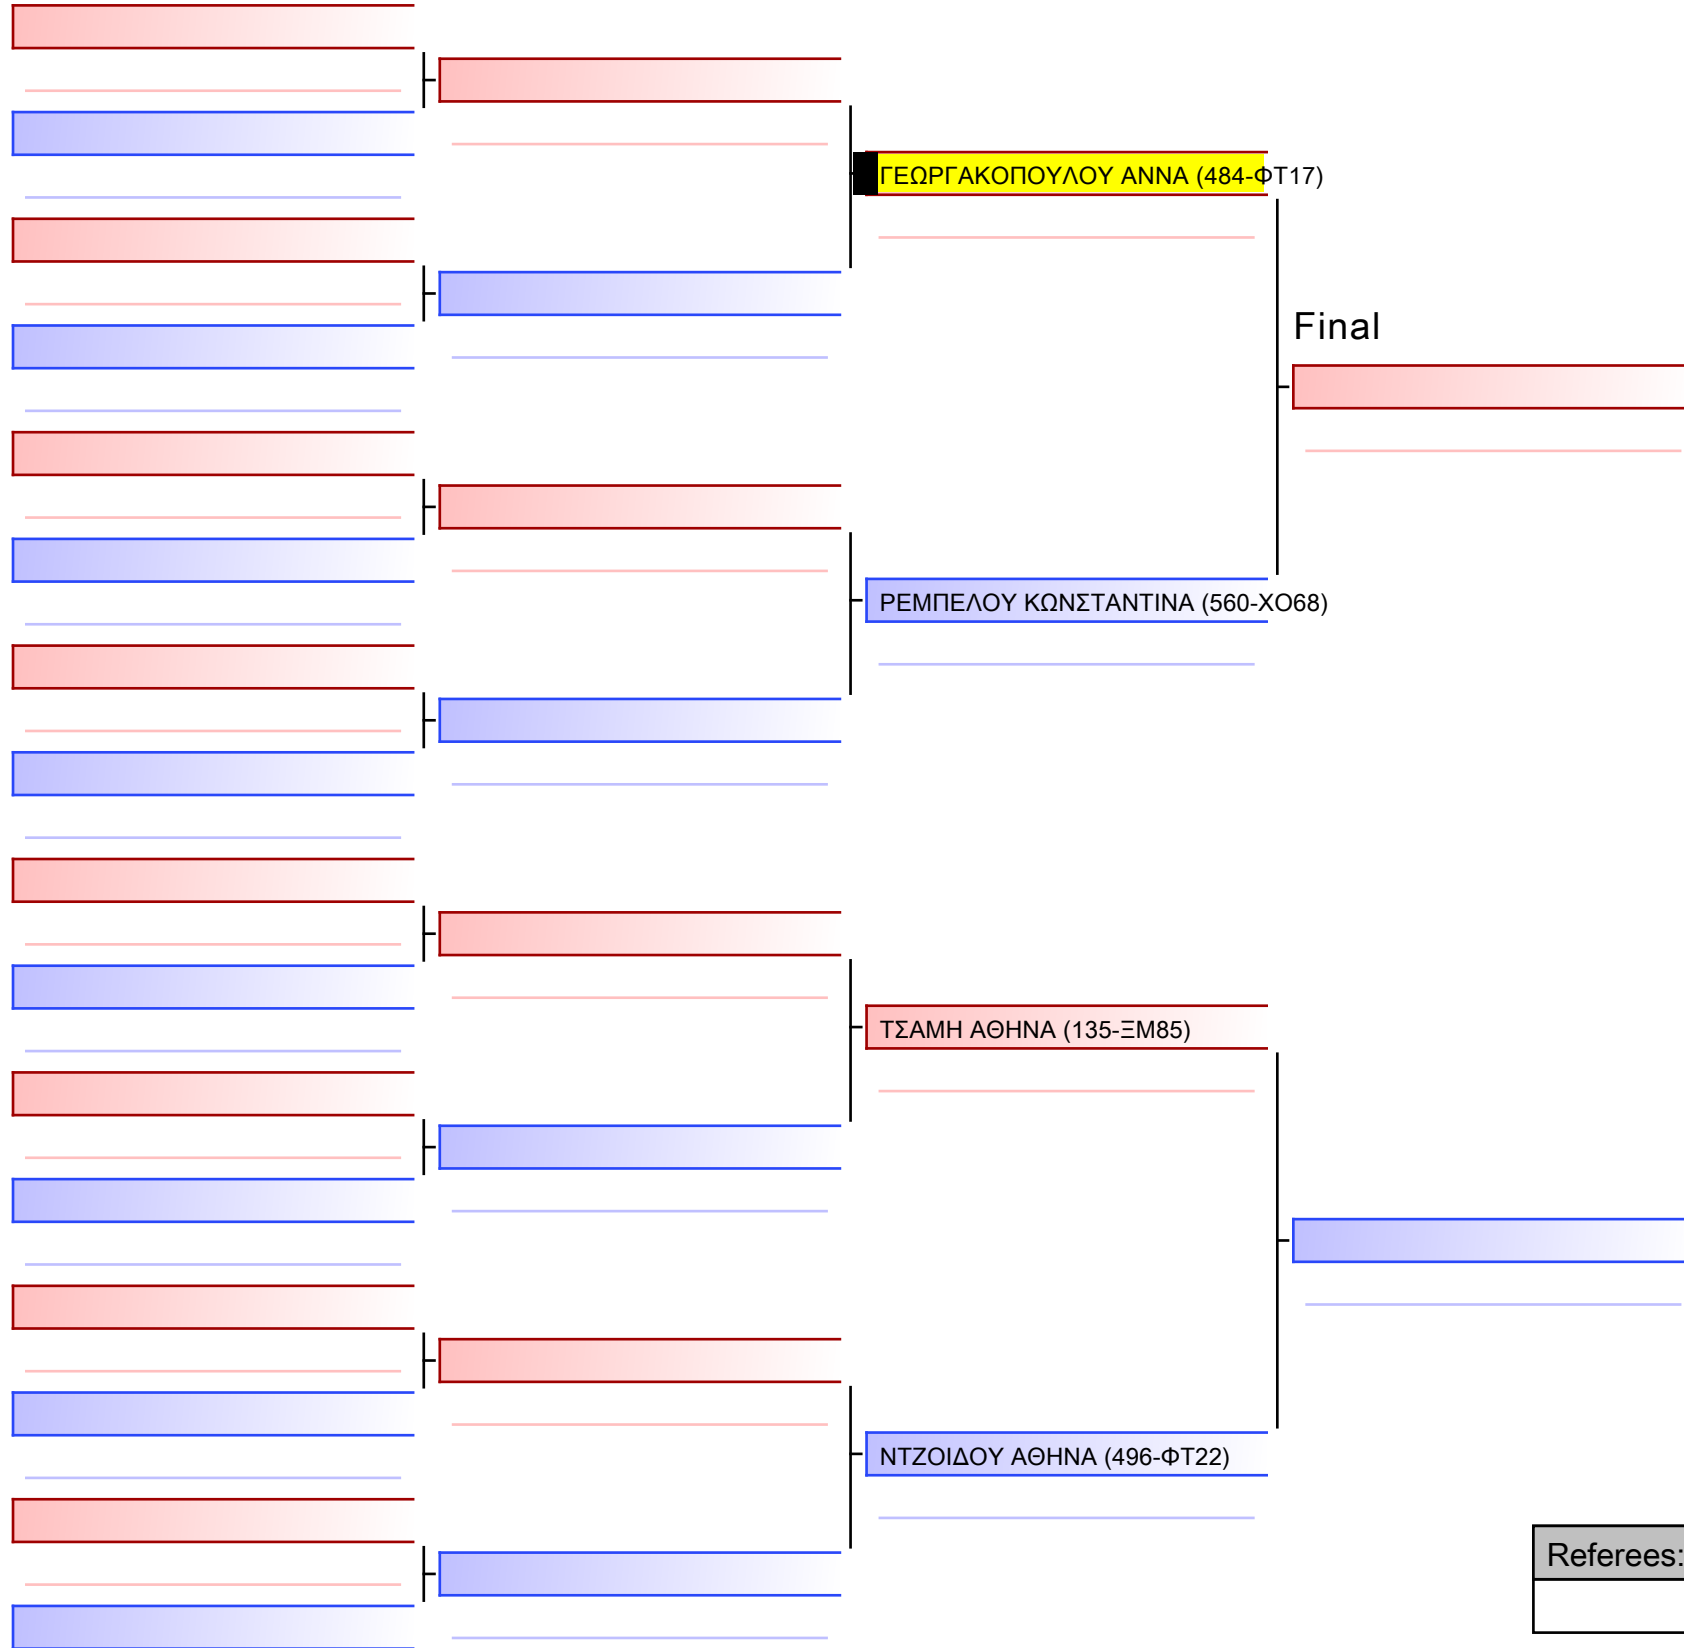 ΓΕΩΡΓΑΚΟΠΟΥΛΟΥ ΑΝΝΑ (484-ΦΤ17)
Final
ΡΕΜΠΕΛΟΥ ΚΩΝΣΤΑΝΤΙΝΑ (560-ΧΟ68)
ΤΣΑΜΗ ΑΘΗΝΑ (135-ΞΜ85)
ΝΤΖΟΙΔΟΥ ΑΘΗΝΑ (496-ΦΤ22)
Referees: